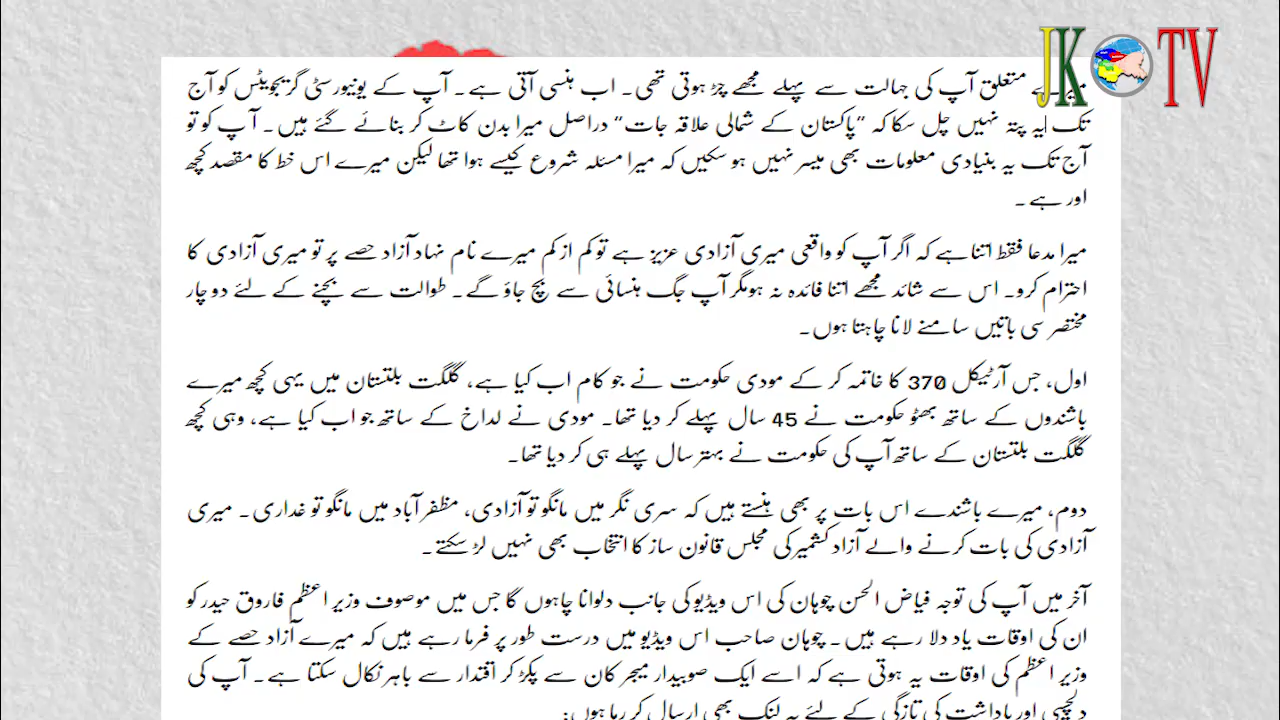 JK TV
میرے متعلق آپ کی جہالت سے پہلے مجھے چڑ ہوتی تھی۔ اب ہنسی آتی ہے۔ آپ کے یونیورسٹی گریجویٹس کو آج
تک یہ پتہ نہیں چل سکا کہ “پاکستان کے شمالی علاقہ جات” دراصل میرا بدن کاٹ کر بنائے گئے ہیں۔ آپ کو تو
آج تک یہ بنیادی معلومات بھی میسر نہیں ہو سکیں کہ میرا مسئلہ شروع کیسے ہوا تھا لیکن میرے اس خط کا مقصد کچھ
اور ہے۔
میرا مدعا فقط اتنا ہے کہ اگر آپ کو واقعی میری آزادی عزیز ہے تو کم از کم میرے نام نہاد آزاد حصے پر تو میری آزادی کا
احترام کرو۔ اس سے شائد مجھے اتنا فائدہ نہ ہو مگر آپ جگ ہنسائی سے بچ جاؤ گے۔ طوالت سے بچنے کے لئے دو چار
مختصر سی باتیں سامنے لانا چاہتا ہوں۔
اول، جس آرٹیکل 370 کا خاتمہ کر کے مودی حکومت نے جو کام اب کیا ہے، گلگت بلتستان میں یہی کچھ میرے
باشندوں کے ساتھ بھٹو حکومت نے 45 سال پہلے کر دیا تھا۔ مودی نے لداخ کے ساتھ جو اب کیا ہے، وہی کچھ
گلگت بلتستان کے ساتھ آپ کی حکومت نے بہتر سال پہلے ہی کر دیا تھا۔
دوم، میرے باشندے اس بات پر بھی ہنستے ہیں کہ سری نگر میں مانگو تو آزادی، مظفر آباد میں مانگو تو غداری۔ میری
آزادی کی بات کرنے والے آزاد کشمیر کی مجلس قانون ساز کا انتخاب بھی نہیں لڑ سکتے۔
آخر میں آپ کی توجہ فیاض الحسن چوہان کی اس ویڈیو کی جانب دلوانا چاہوں گا جس میں موصوف وزیر اعظم فاروق حیدر کو
ان کی اوقات یاد دلا رہے ہیں۔ چوہان صاحب اس ویڈیو میں درست طور پر فرما رہے ہیں کہ میرے آزاد حصے کے
وزیر اعظم کی اوقات یہ ہوتی ہے کہ اسے ایک صوبیدار میجر کان سے پکڑ کر اقتدار سے باہر نکال سکتا ہے۔ آپ کی
دلچسپی اور یاداشت کی تازگی کے لئے یہ لنک بھی ارسال کر رہا ہوں: